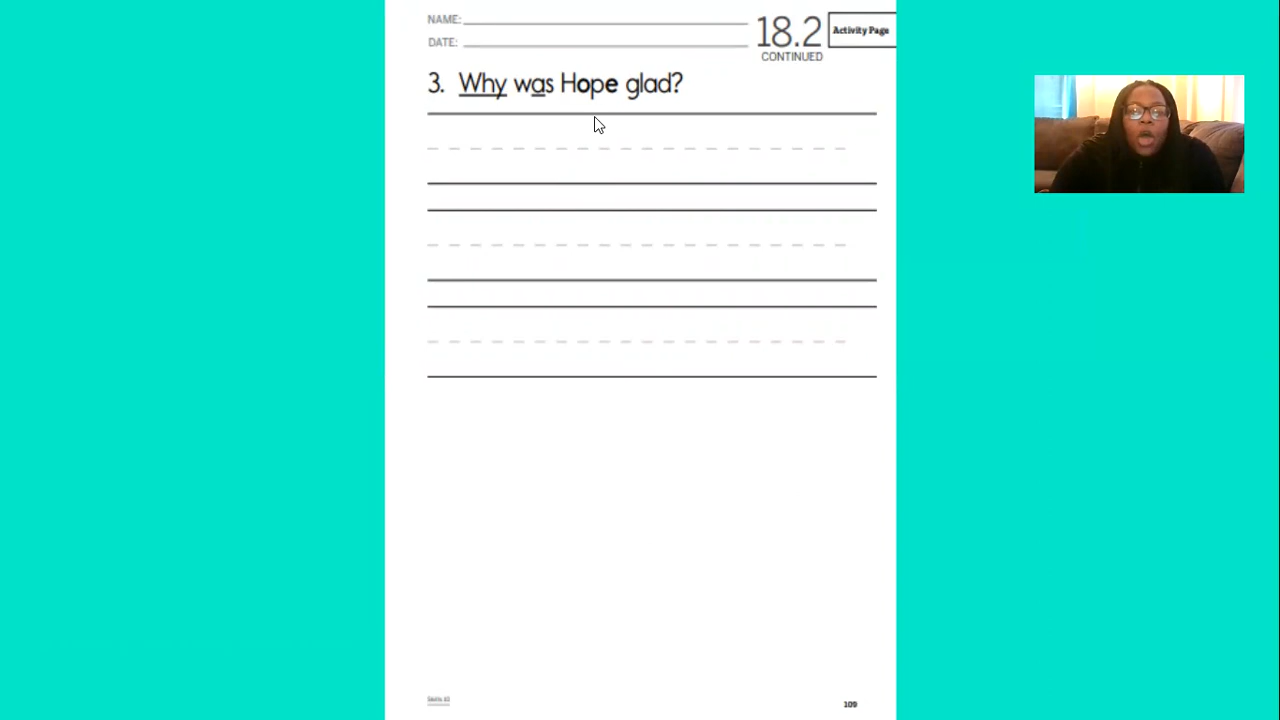 NAME:
18.2
Activity Page
DATE:
CONTINUED
3. Why was Hope glad?
109